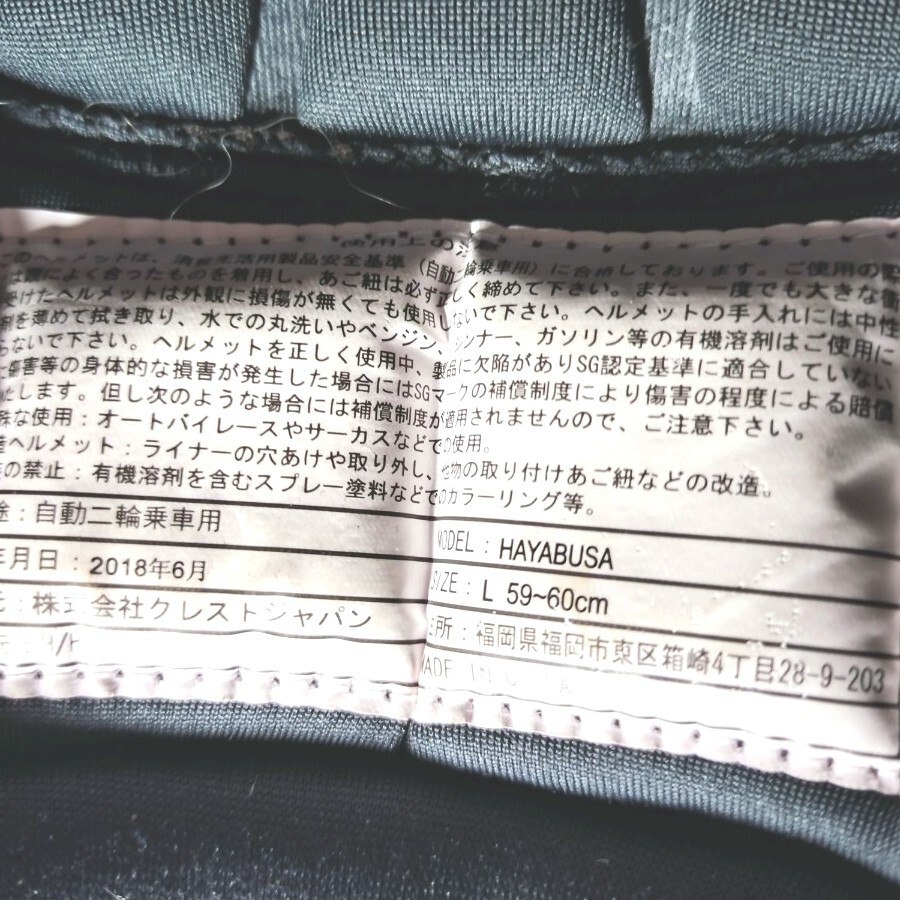 使用上の注意
このヘルメットは、消費生活用製品安全基準(自動二輪乗車用)に合格しております。ご使用の
は頭によく合ったものを着用し、あご紐は必ず正しく締めて下さい。また、一度でも大きな衝
受けたヘルメットは外観に損傷が無くても使用しないで下さい。ヘルメットの手入れには中性
剤を薄めて拭き取り、水での丸洗いやベンジン、シンナー、ガソリン等の有機溶剤はご使用に
らないで下さい。ヘルメットを正しく使用中、製品に欠陥がありSG認定基準に適合していない
傷害等の身体的な損害が発生した場合にはSGマークの補償制度により傷害の程度による賠償
たします。但し次のような場合には補償制度が適用されませんので、ご注意下さい。
殊な使用:オートバイレースやサーカスなどでの使用。
造ヘルメット:ライナーの穴あけや取り外し、他物の取り付けあご紐などの改造。
の禁止:有機溶剤を含むスプレー塗料などでのカラーリング等。
途:自動二輪乗車用
MODEL:HAYABUSA
年月日:2018年6月
SIZE:L 59~60cm
元:株式会社クレストジャパン
住所:福岡県福岡市東区箱崎4丁目28-9-203
MADE IN